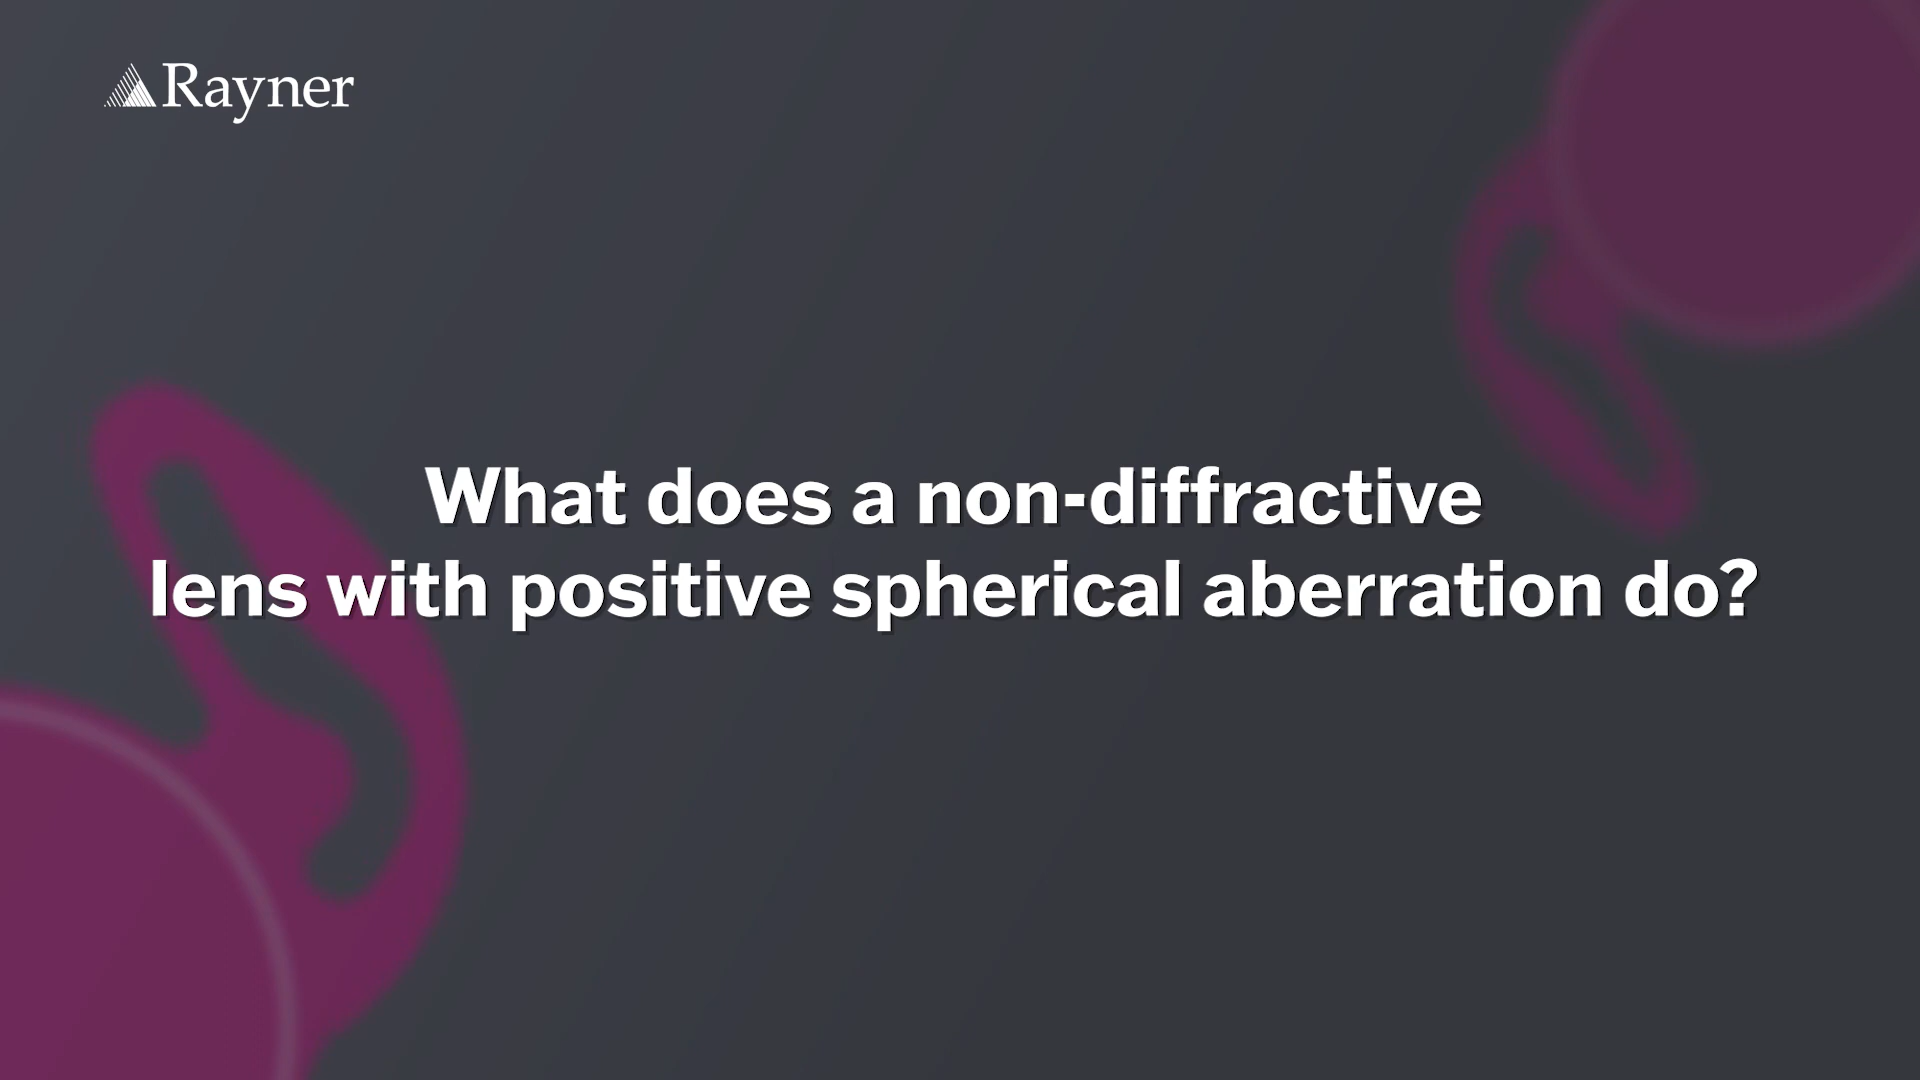 Rayner
What does a non-diffractive
lens with positive spherical aberration do?